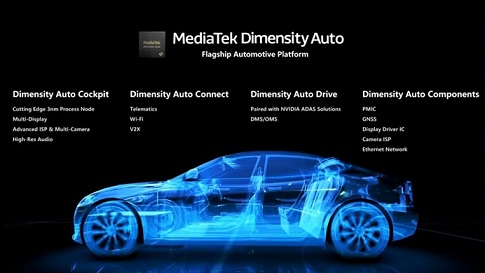 MediaTek Dimensity Auto
Flagship Automotive Platform
Dimensity Auto Cockpit
Cutting Edge 3nm Process Node
Multi-Display
Advanced ISP & Multi-Camera
High-Res Audio
Dimensity Auto Connect
Telematics
Wi-Fi
V2X
Dimensity Auto Drive
Paired with NVIDIA ADAS Solutions
DMS/OMS
Dimensity Auto Components
PMIC
GNSS
Display Driver IC
Camera ISP
Ethernet Network